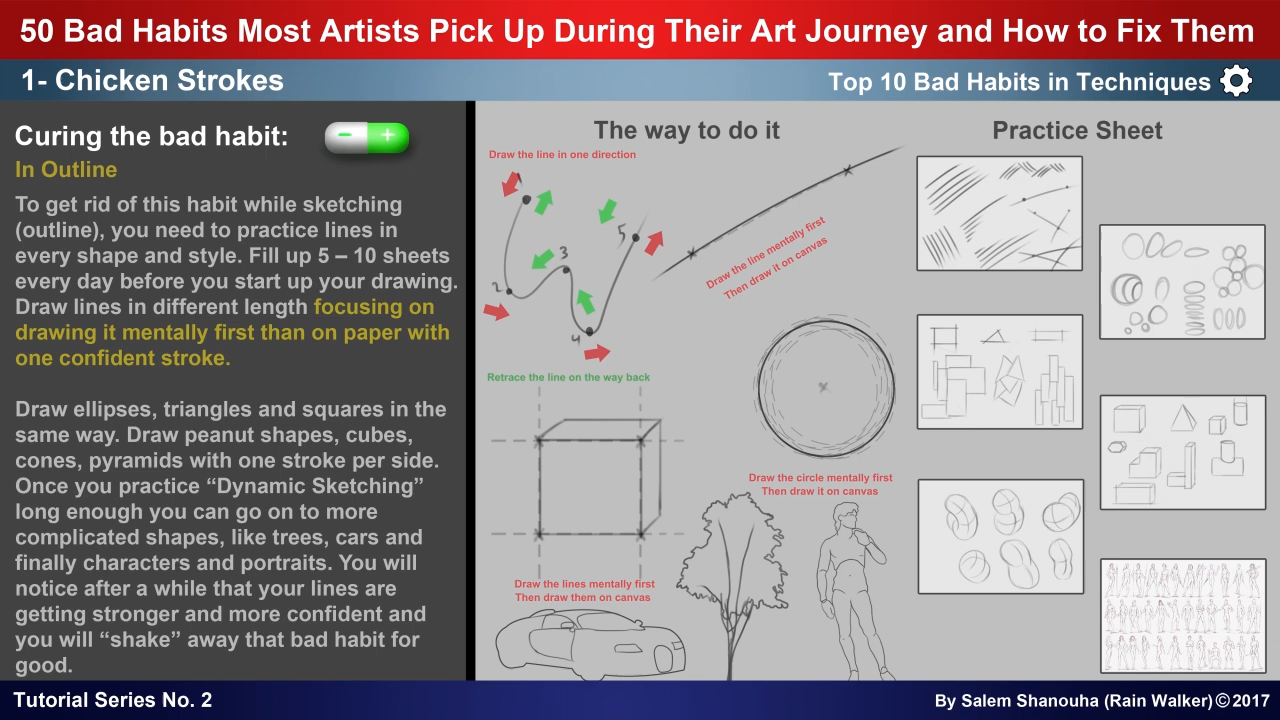 50 Bad Habits Most Artists Pick Up During Their Art Journey and How to Fix Them
1- Chicken Strokes
Top 10 Bad Habits in Techniques
Curing the bad habit:
In Outline
To get rid of this habit while sketching
(outline), you need to practice lines in
every shape and style. Fill up 5 – 10 sheets
every day before you start up your drawing.
Draw lines in different length focusing on
drawing it mentally first than on paper with
one confident stroke.
Draw ellipses, triangles and squares in the
same way. Draw peanut shapes, cubes,
cones, pyramids with one stroke per side.
Once you practice “Dynamic Sketching”
long enough you can go on to more
complicated shapes, like trees, cars and
finally characters and portraits. You will
notice after a while that your lines are
getting stronger and more confident and
you will “shake” away that bad habit for
good.
The way to do it
Draw the line in one direction
1
2
3
4
5
Retrace the line on the way back
Draw the line mentally first
Then draw it on canvas
Draw the circle mentally first
Then draw it on canvas
Draw the lines mentally first
Then draw them on canvas
Practice Sheet
Tutorial Series No. 2
By Salem Shanouha (Rain Walker)©2017